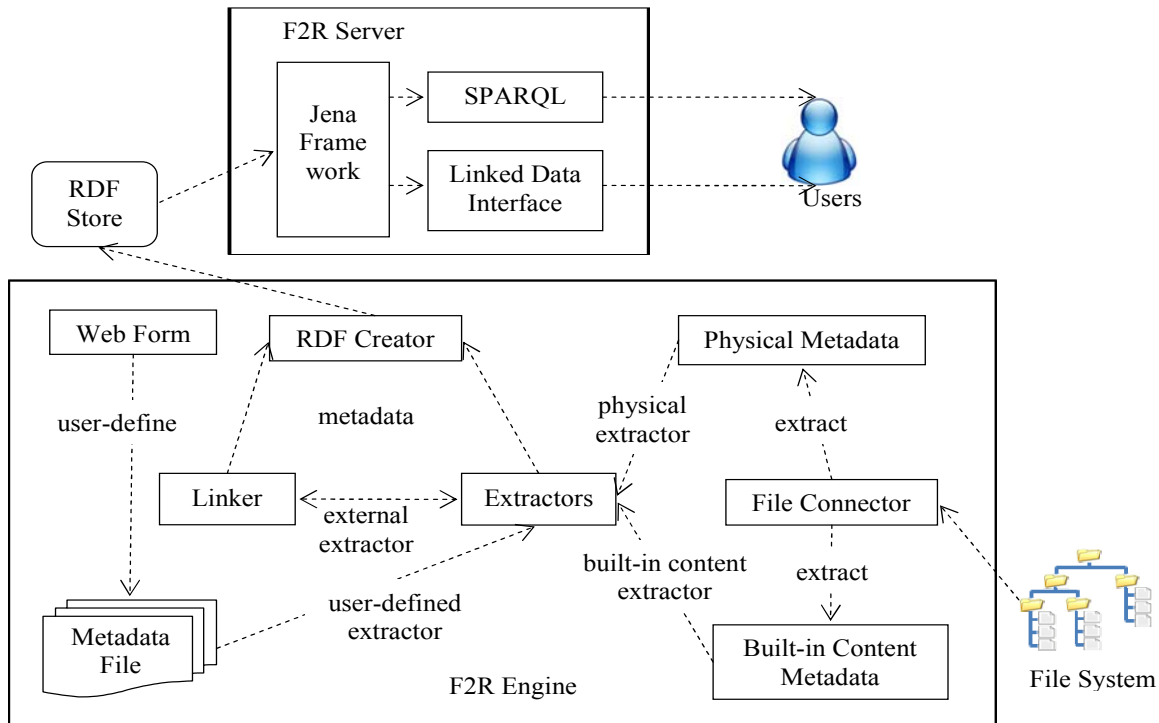 F2R Server
Jena
Frame
work
SPARQL
Linked Data
Interface
Users
RDF
Store
Web Form
RDF Creator
Physical Metadata
user-define
metadata
physical
extractor
extract
Linker
Extractors
File Connector
external
extractor
built-in content
extractor
extract
user-defined
extractor
Metadata
File
Built-in Content
Metadata
F2R Engine
File System